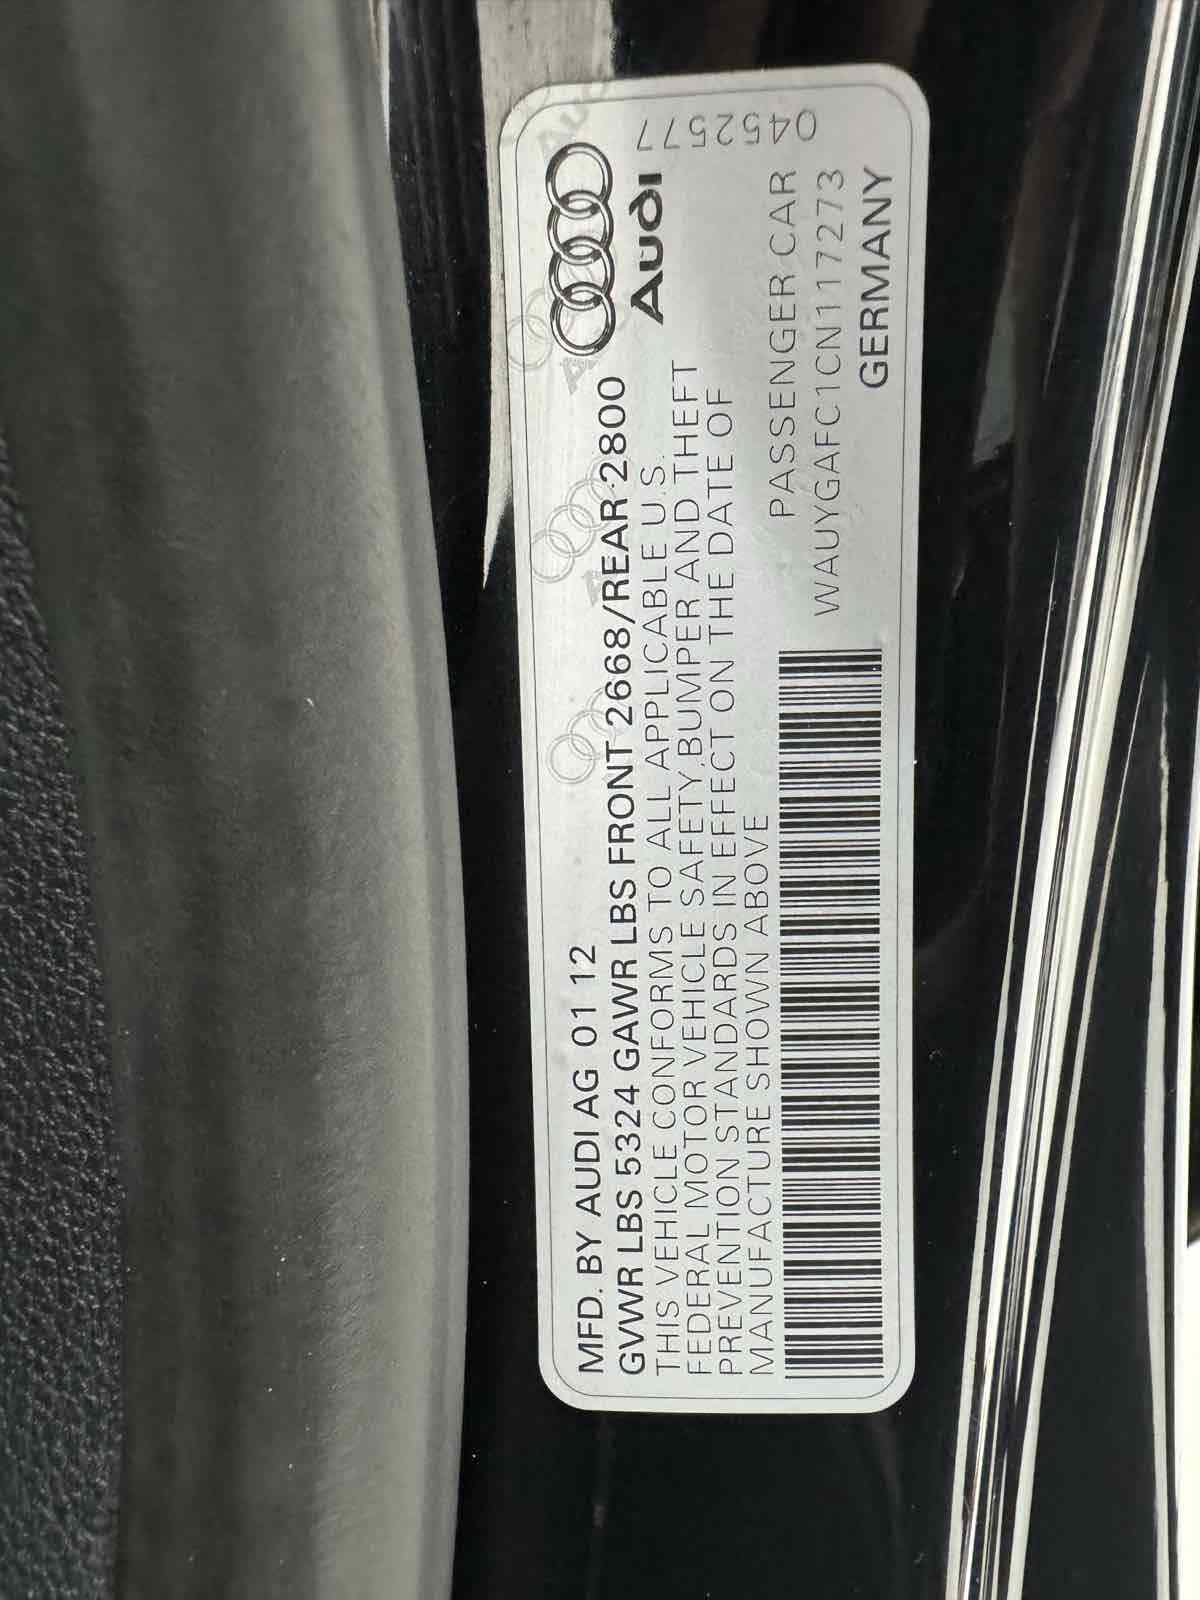 MFD. BY AUDI AG 01 12
GVWR LBS 5324 GAWR LBS FRONT 2668/REAR 2800
THIS VEHICLE CONFORMS TO ALL APPLICABLE U.S.
FEDERAL MOTOR VEHICLE SAFETY,BUMPER AND THEFT
PREVENTION STANDARDS IN EFFECT ON THE DATE OF
MANUFACTURE SHOWN ABOVE
Audi
PASSENGER CAR
WAUYGAFC1CN117273
GERMANY
0452577